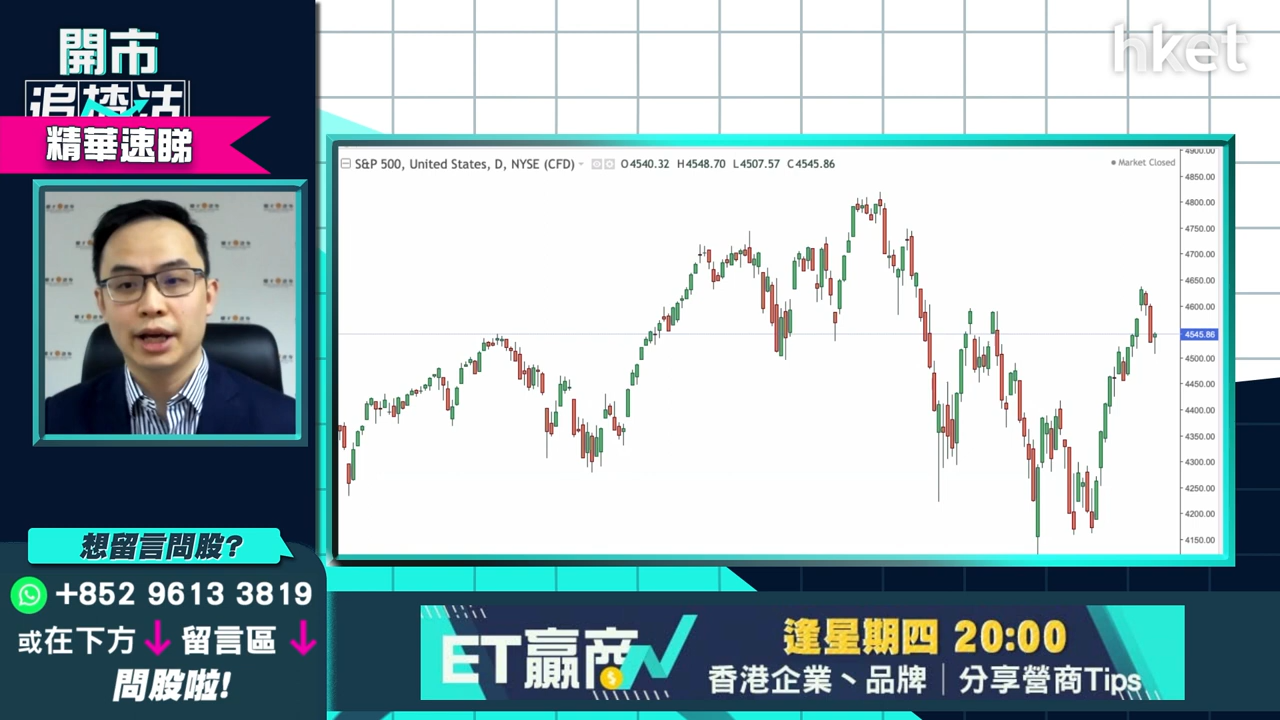 開市
追揸沽
精華速睇
hket
S&P 500, United States, D, NYSE (CFD) O4540.32 H4548.70 L4507.57 C4545.86
Market Closed
4900.00
4850.00
4800.00
4750.00
4700.00
4650.00
4600.00
4545.86
4500.00
4450.00
4400.00
4350.00
4300.00
4250.00
4200.00
4150.00
想留言問股?
+852 9613 3819
或在下方 留言區
問股啦!
ET贏商
逢星期四 20:00
香港企業、品牌｜分享營商Tips